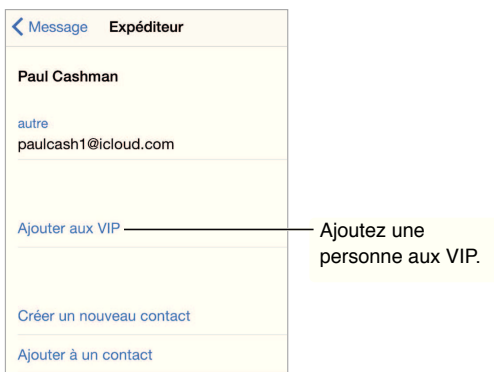 Message Expéditeur
Paul Cashman
autre
paulcash1@icloud.com
Ajouter aux VIP
Ajoutez une
personne aux VIP.
Créer un nouveau contact
Ajouter à un contact